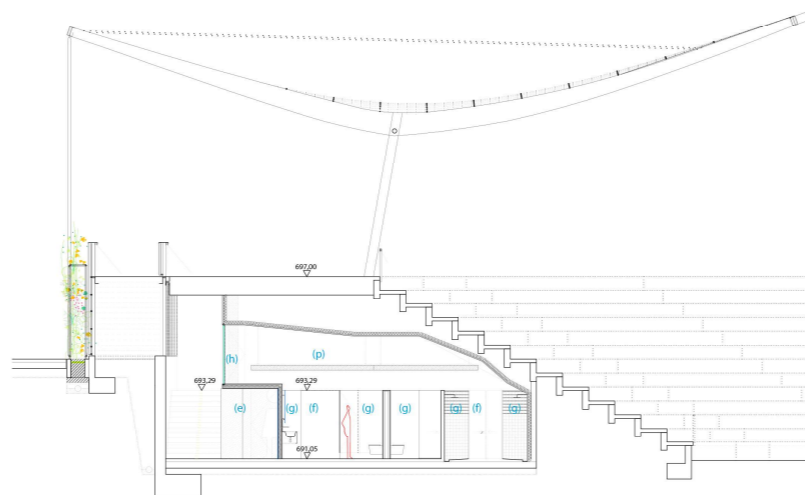 697,00
(h)
(p)
693,29
693,29
(e)
(g)
(f)
(g)
(g)
(g)
(f)
(g)
691,05